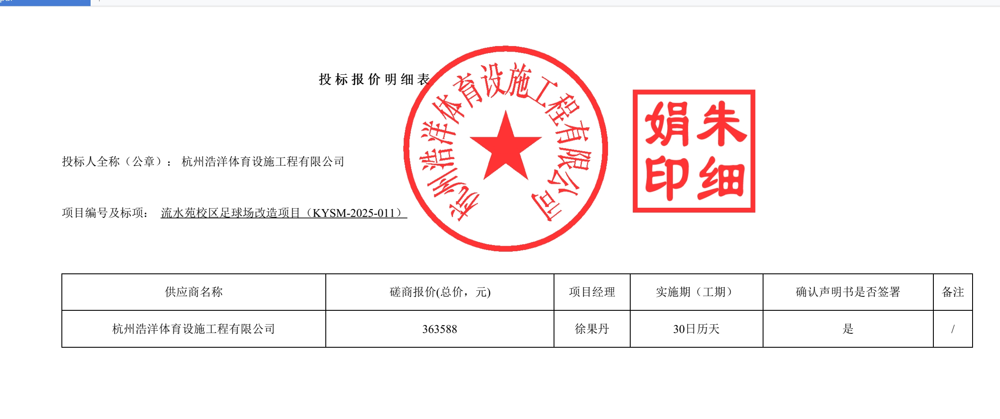 投标报价明细表
杭州浩洋体育设施工程有限公司
朱细娟印
投标人全称（公章）： 杭州浩洋体育设施工程有限公司
项目编号及标项： 流水苑校区足球场改造项目（KYSM-2025-011）
供应商名称 磋商报价(总价，元) 项目经理 实施期（工期） 确认声明书是否签署 备注
杭州浩洋体育设施工程有限公司 363588 徐果丹 30日历天 是 /